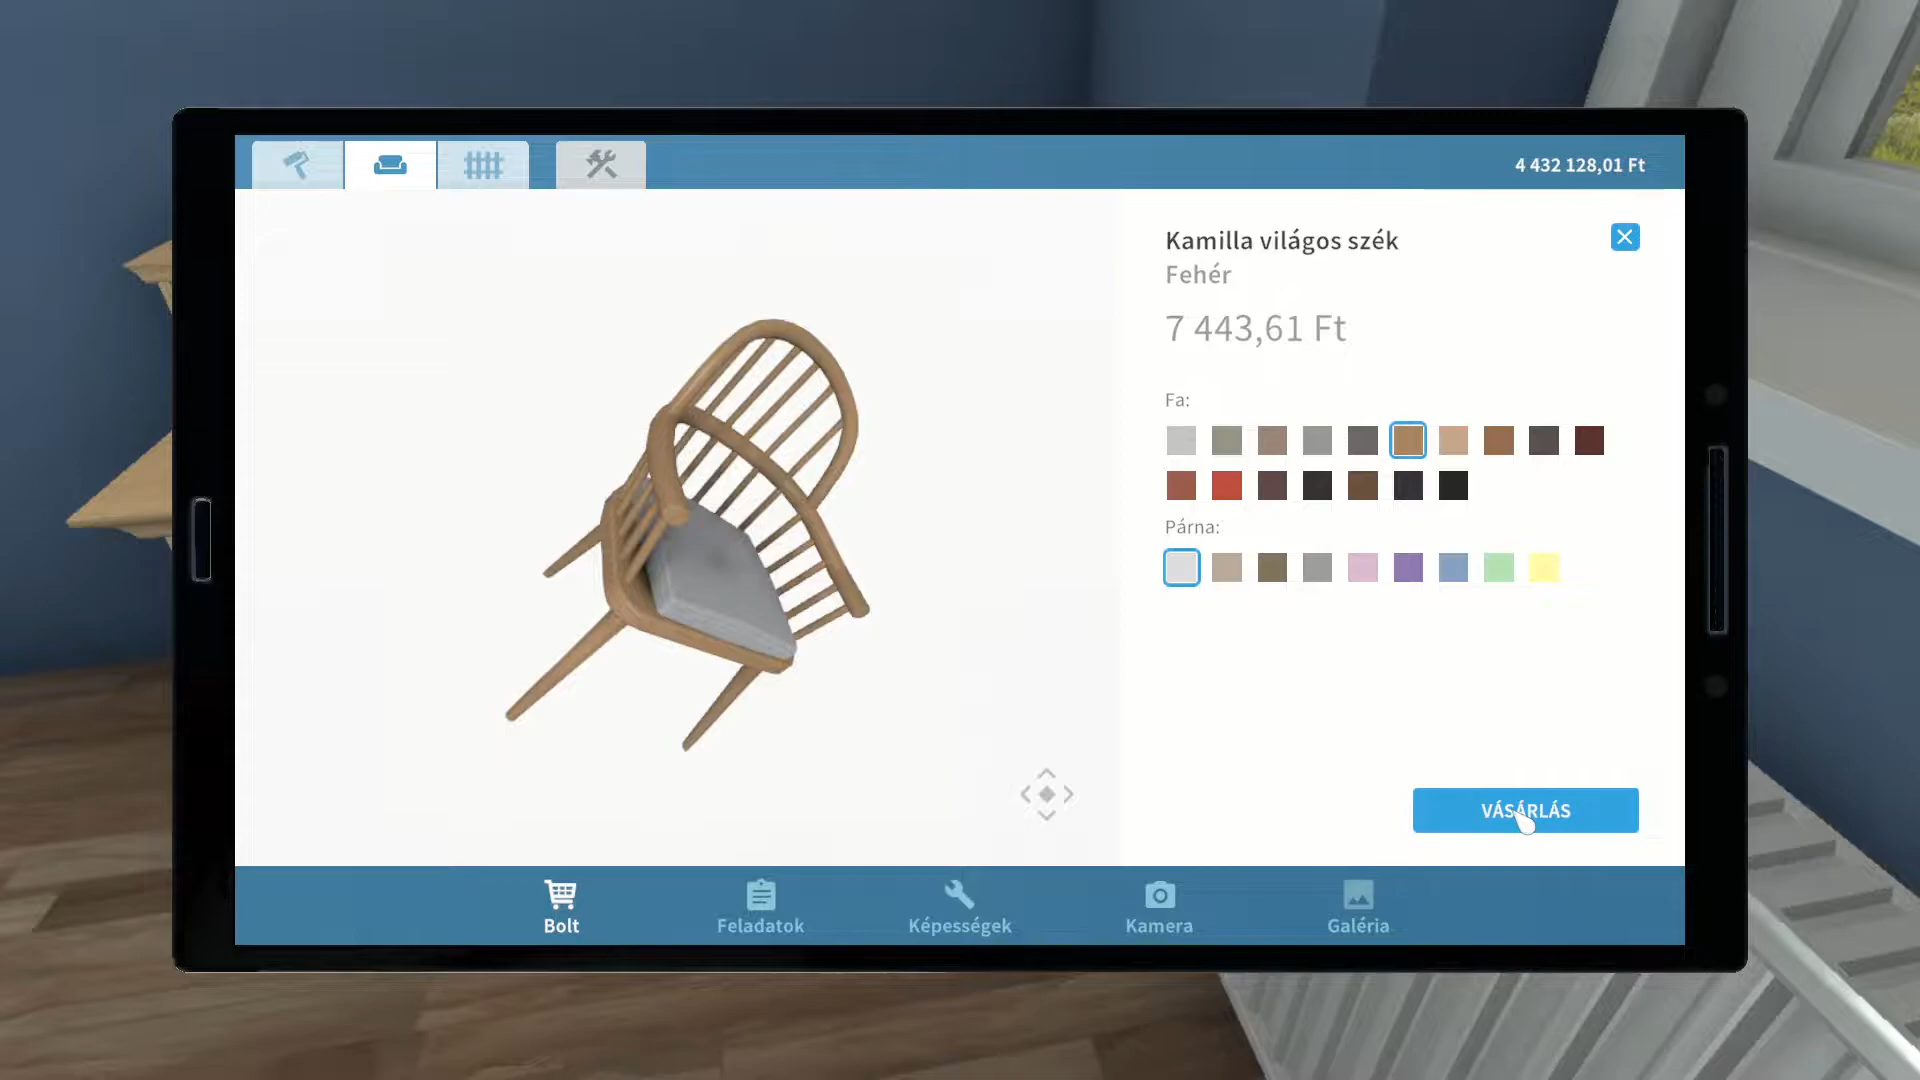 4 432 128,01 Ft
Kamilla világos szék
Fehér
7 443,61 Ft
Fa:
Párna:
VÁSÁRLÁS
Bolt
Feladatok
Képességek
Kamera
Galéria